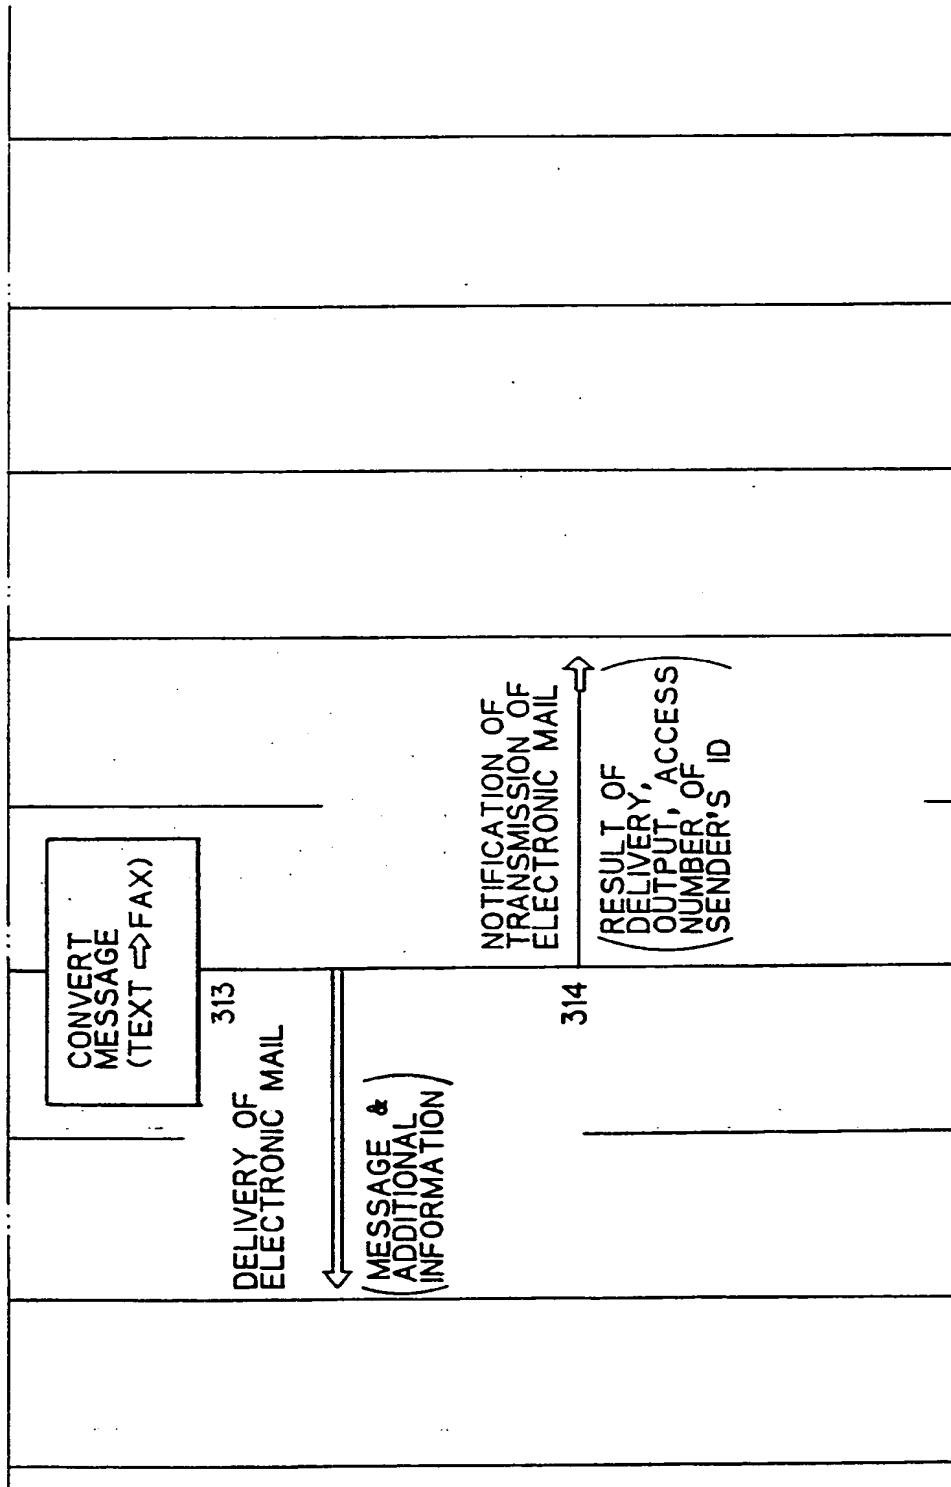 CONVERT
MESSAGE
(TEXT ⇨ FAX)
313
DELIVERY OF
ELECTRONIC MAIL
(MESSAGE &
ADDITIONAL
INFORMATION)
NOTIFICATION OF
TRANSMISSION OF
ELECTRONIC MAIL
314
(RESULT OF
DELIVERY,
OUTPUT, ACCESS
NUMBER OF
SENDER'S ID)